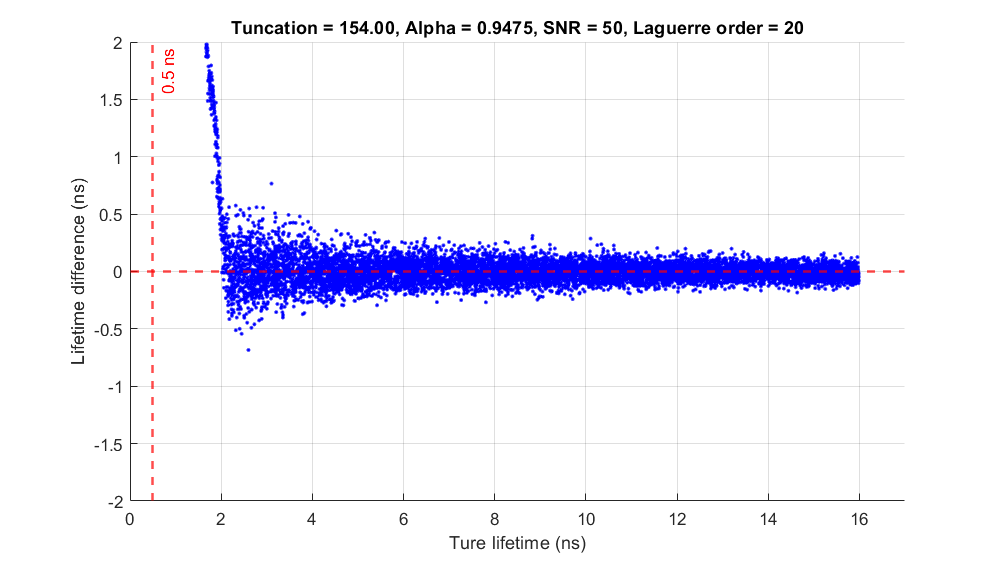 Tuncation = 154.00, Alpha = 0.9475, SNR = 50, Laguerre order = 20
2
1.5
1
0.5
0
-0.5
-1
-1.5
-2
Lifetime difference (ns)
0.5 ns
0 2 4 6 8 10 12 14 16
Ture lifetime (ns)